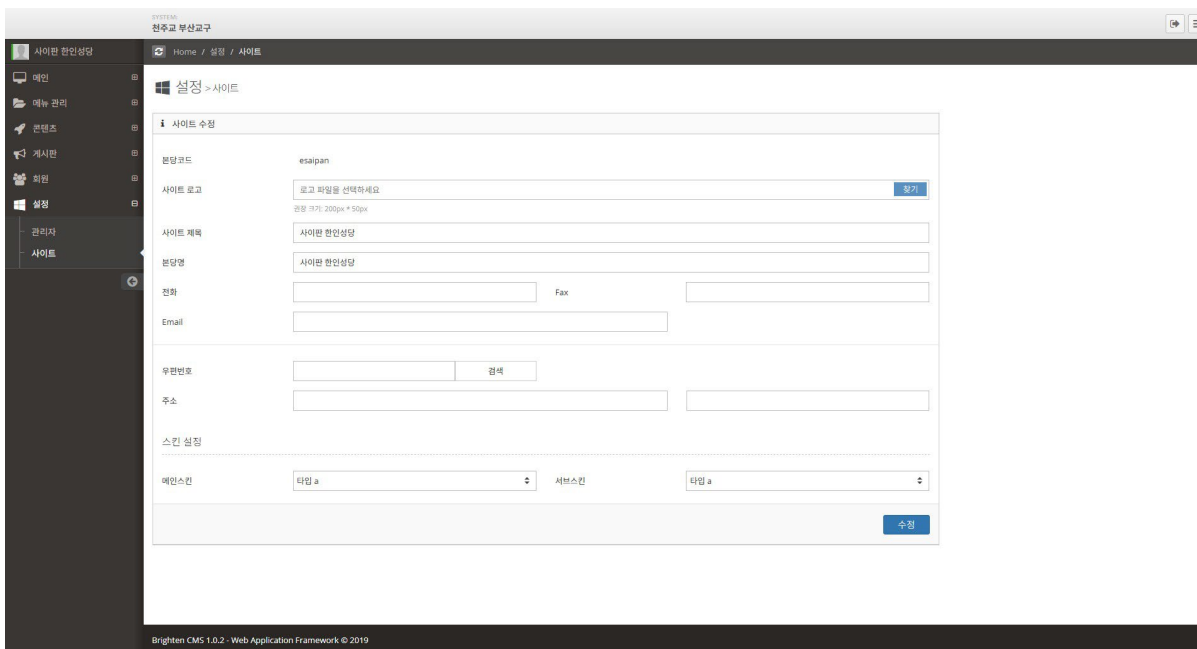 SYSTEM:
천주교 부산교구
사이판 한인성당
Home / 설정 / 사이트
메인
메뉴 관리
콘텐츠
게시판
회원
설정
관리자
사이트
설정 > 사이트
사이트 수정
본당코드 esaipan
사이트 로고 로고 파일을 선택하세요 찾기
권장 크기: 200px * 50px
사이트 제목 사이판 한인성당
본당명 사이판 한인성당
전화 Fax
Email
우편번호 검색
주소
스킨 설정
메인스킨 타입 a 서브스킨 타입 a
수정
Brighten CMS 1.0.2 - Web Application Framework © 2019